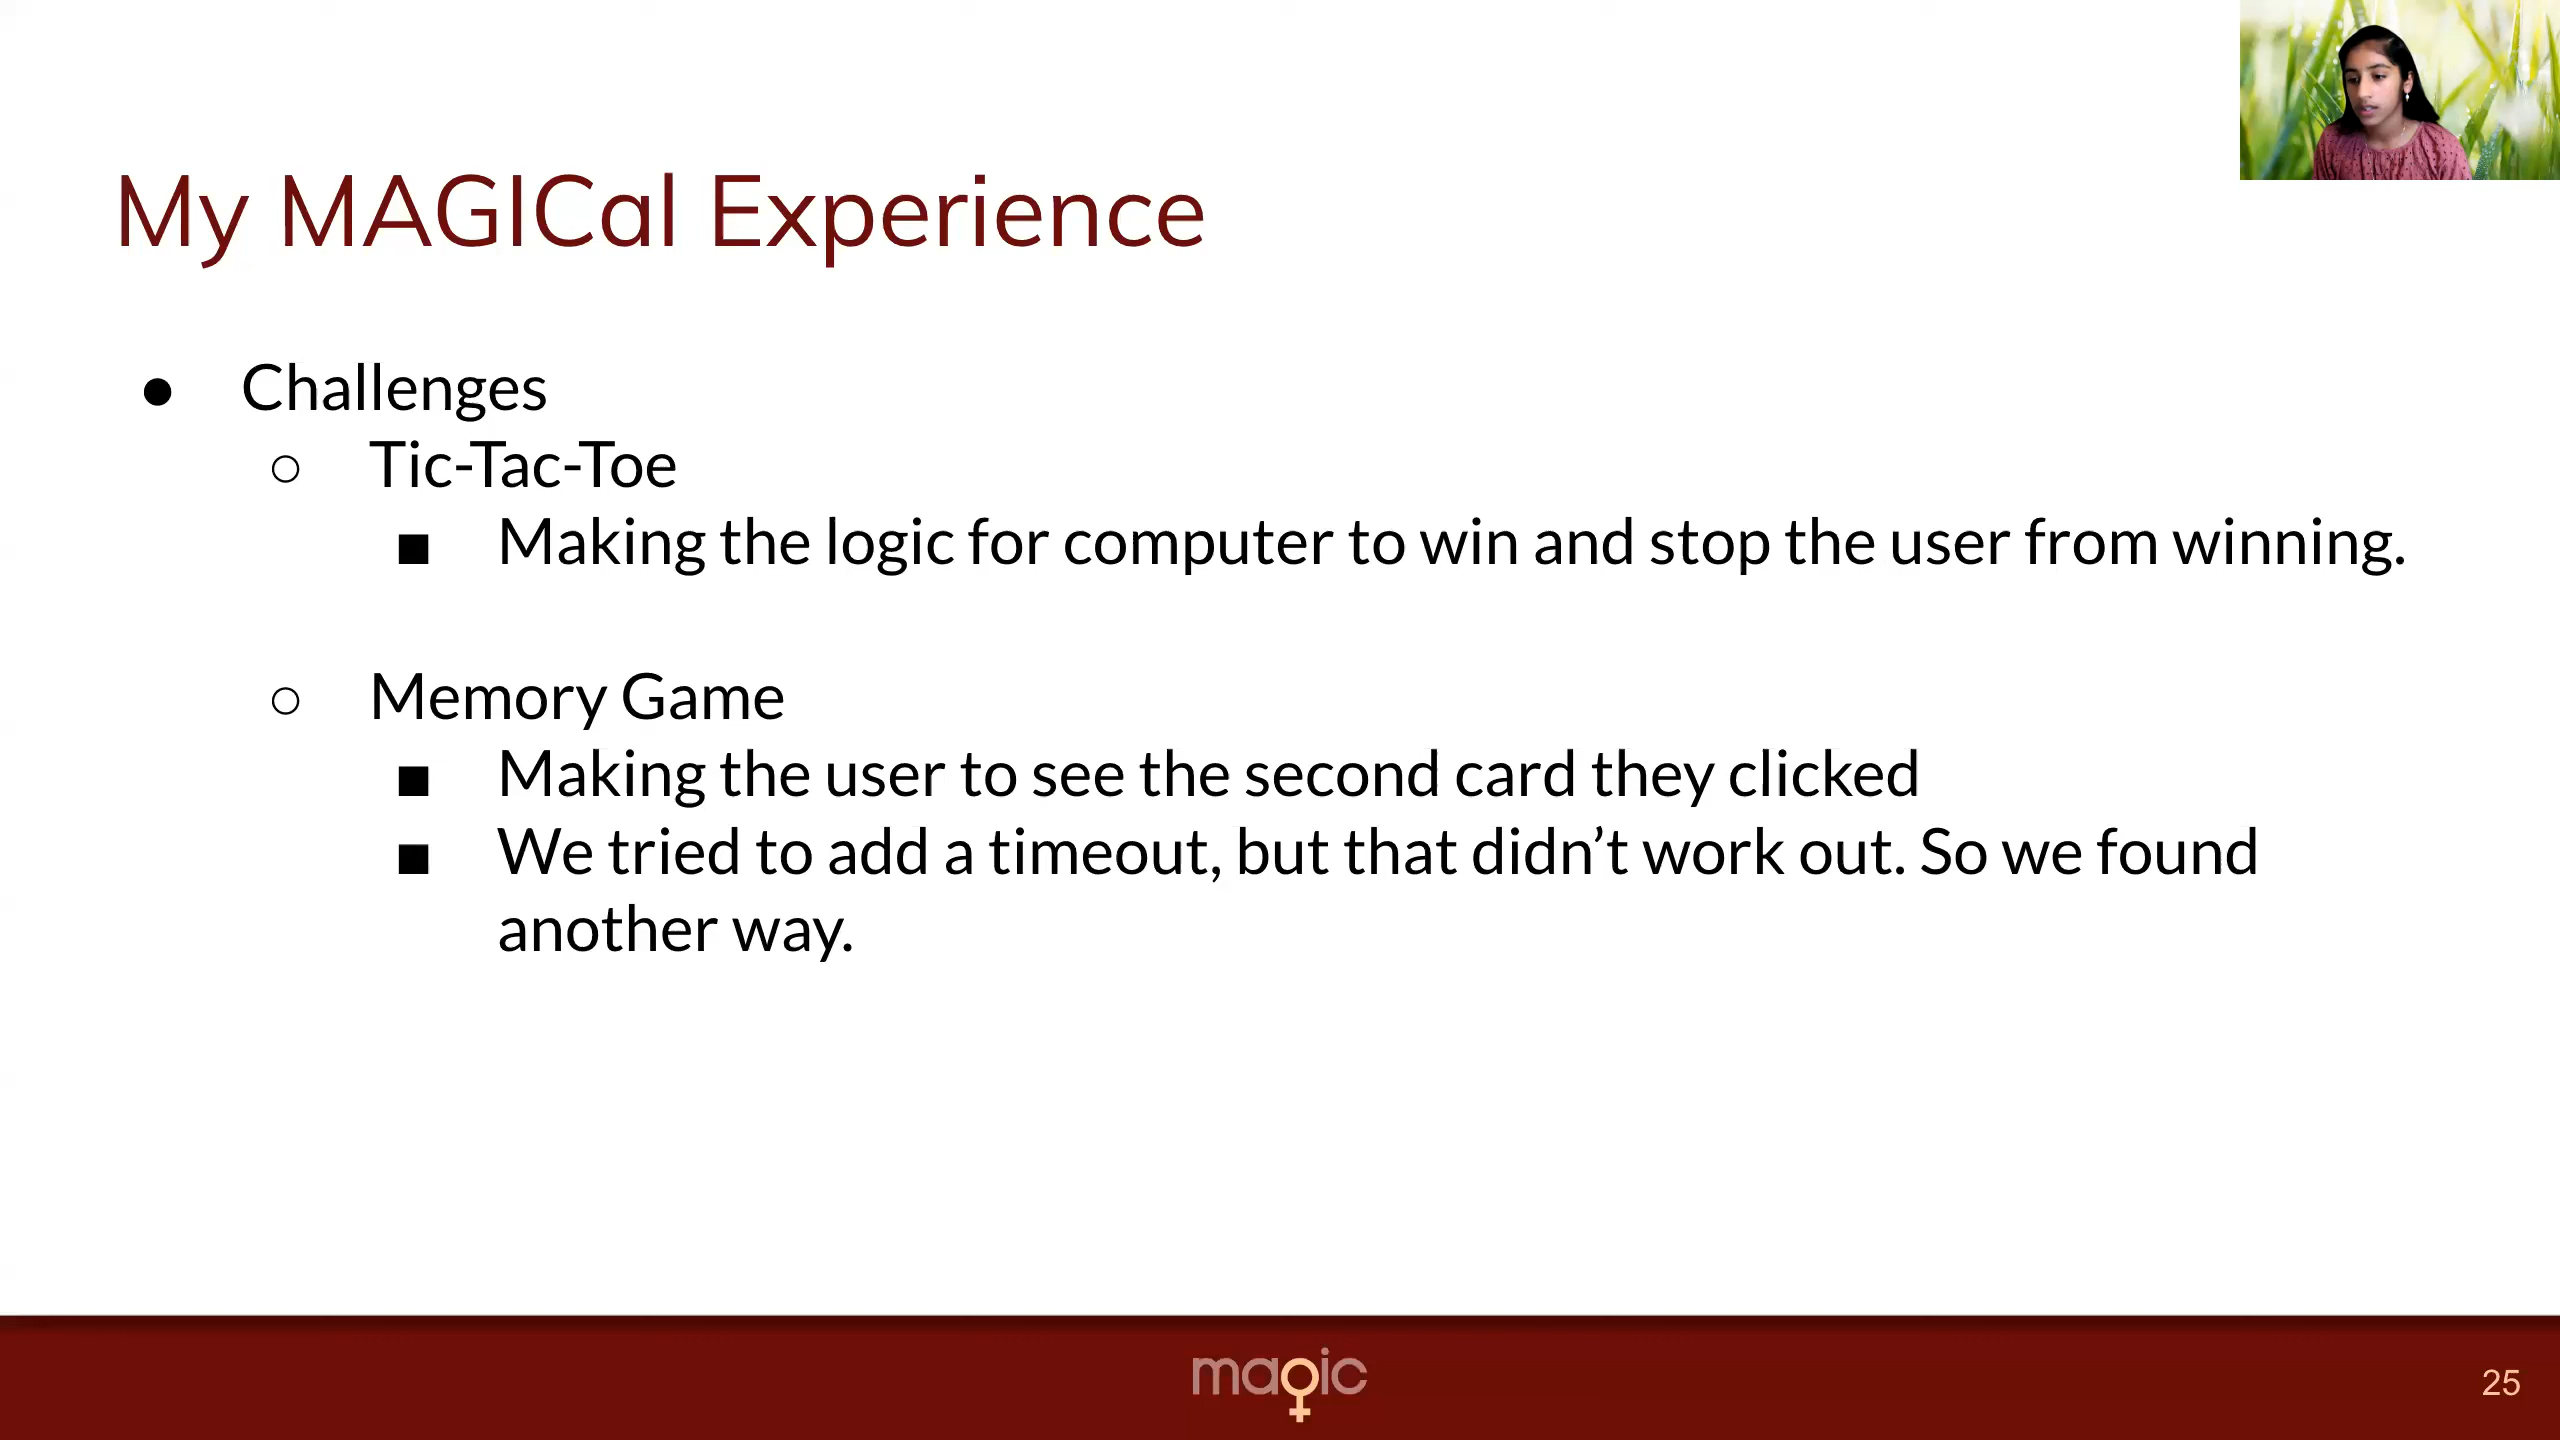 My MAGICal Experience
● Challenges
○ Tic-Tac-Toe
■ Making the logic for computer to win and stop the user from winning.
○ Memory Game
■ Making the user to see the second card they clicked
■ We tried to add a timeout, but that didn’t work out. So we found
another way.
magic
25